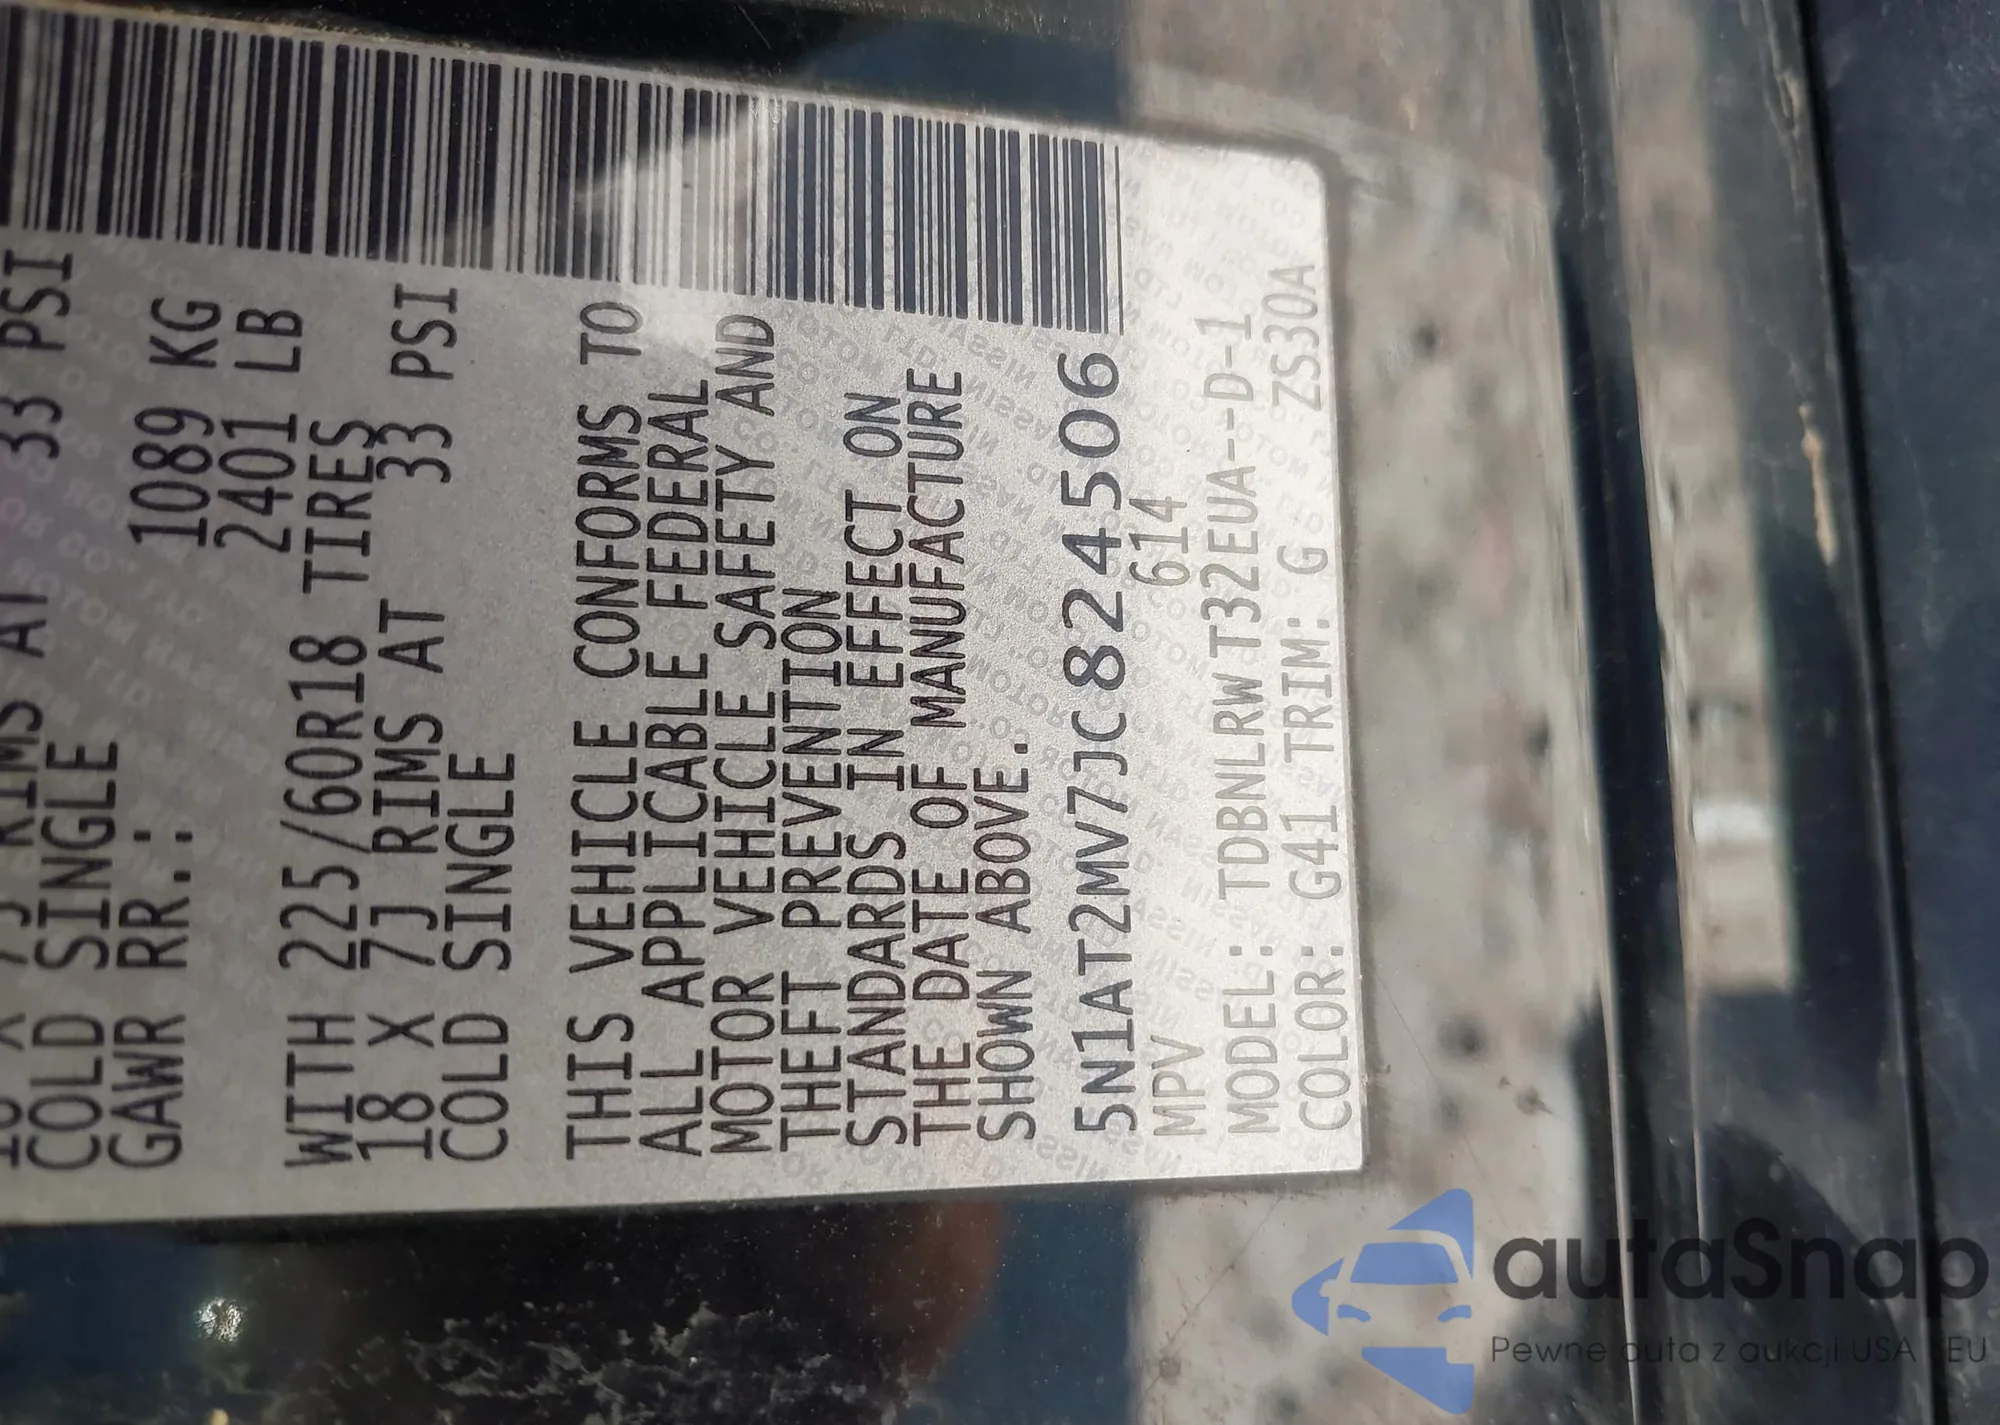 33 PSI
COLD SINGLE
GAWR RR.: 1089 KG
2401 LB
WITH 225/60R18 TIRES
18 X 7J RIMS AT 33 PSI
COLD SINGLE
THIS VEHICLE CONFORMS TO
ALL APPLICABLE FEDERAL
MOTOR VEHICLE SAFETY AND
THEFT PREVENTION
STANDARDS IN EFFECT ON
THE DATE OF MANUFACTURE
SHOWN ABOVE.
5N1AT2MV7JC824506
MPV 614
MODEL: TDBNLRWT32EUA--D-1
COLOR: G41 TRIM: G ZS30A
autaSnap
Pewne auta z aukcji USA i EU